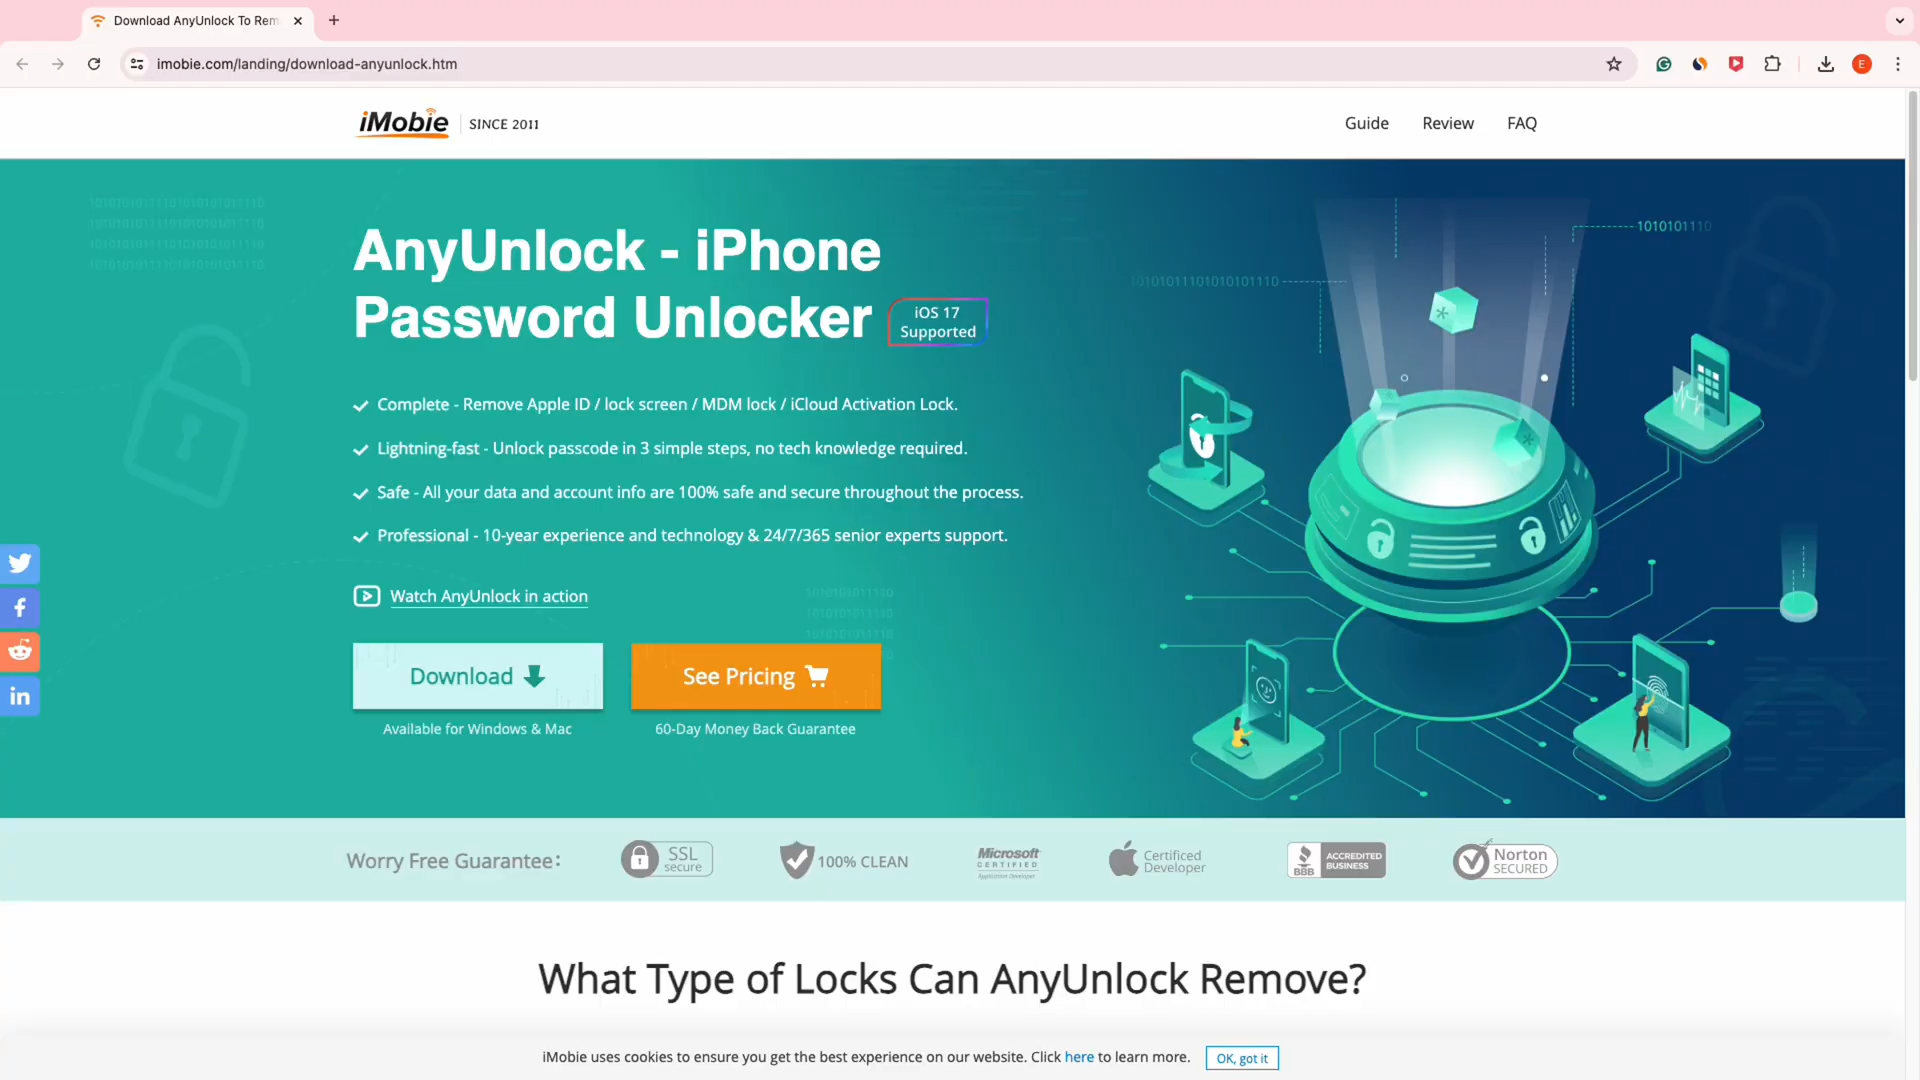 Download AnyUnlock To Rem
imobie.com/landing/download-anyunlock.htm
E
iMobie
SINCE 2011
Guide
Review
FAQ
AnyUnlock - iPhone
Password Unlocker
iOS 17
Supported
Complete - Remove Apple ID / lock screen / MDM lock / iCloud Activation Lock.
Lightning-fast - Unlock passcode in 3 simple steps, no tech knowledge required.
Safe - All your data and account info are 100% safe and secure throughout the process.
Professional - 10-year experience and technology & 24/7/365 senior experts support.
Watch AnyUnlock in action
Download
See Pricing
Available for Windows & Mac
60-Day Money Back Guarantee
1010101110
Worry Free Guarantee:
SSL
secure
100% CLEAN
Microsoft
CERTIFIED
Application Developer
Certificed
Developer
BBB
ACCREDITED
BUSINESS
Norton
SECURED
What Type of Locks Can AnyUnlock Remove?
iMobie uses cookies to ensure you get the best experience on our website. Click here to learn more.
OK, got it